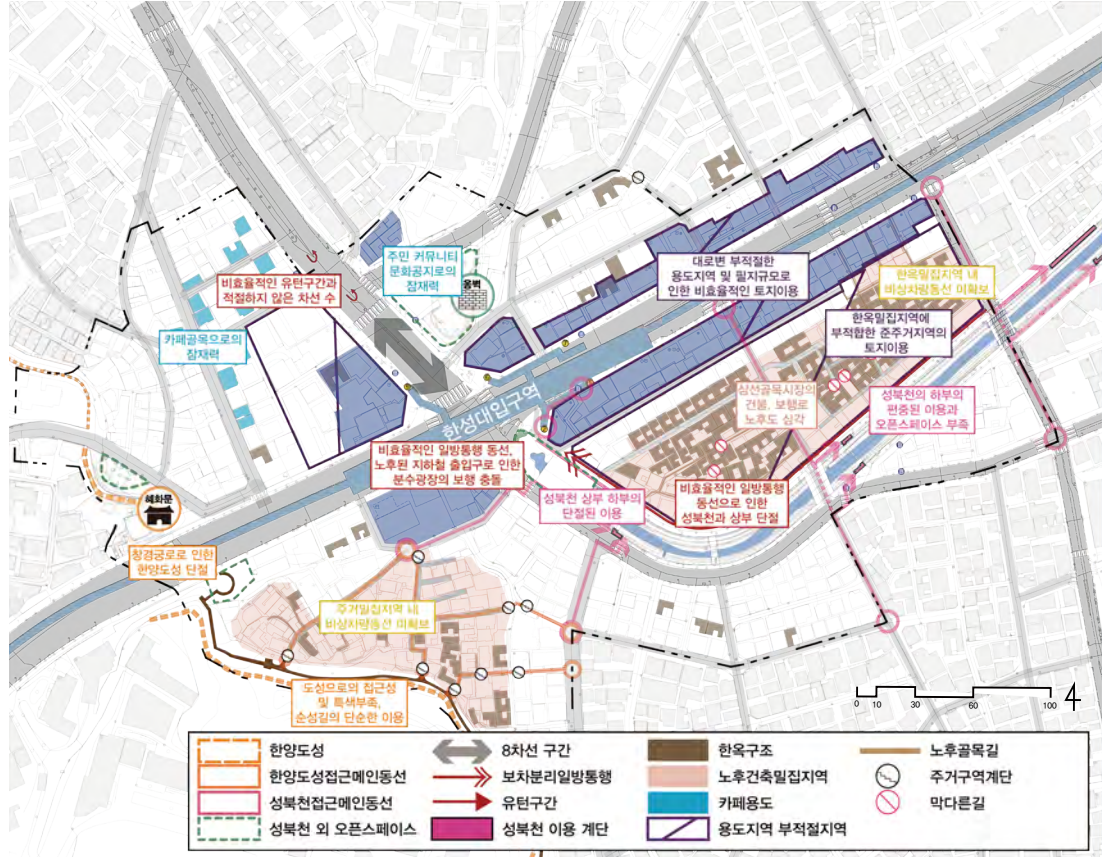 주민 커뮤니티
문화공지로의
잠재력
옹벽
비효율적인 유턴구간과
적절하지 않은 차선 수
대로변 부적절한
용도지역 및 필지규모로
인한 비효율적인 토지이용
한옥밀집지역 내
비상차량동선 미확보
한옥밀집지역에
부적합한 준주거지역의
토지이용
카페골목으로의
잠재력
삼선골목시장의
건물, 보행로
노후도 심각
성북천의 하부의
편중된 이용과
오픈스페이스 부족
한성대입구역
비효율적인 일방통행 동선,
노후된 지하철 출입구로 인한
분수광장의 보행 충돌
성북천 상부 하부의
단절된 이용
비효율적인 일방통행
동선으로 인한
성북천과 상부 단절
혜화문
창경궁로로 인한
한양도성 단절
주거밀집지역 내
비상차량동선 미확보
도성으로의 접근성
및 특색부족,
순성길의 단순한 이용
0 10 30 60 100
한양도성
8차선 구간
한옥구조
노후골목길
한양도성접근메인동선
보차분리일방통행
노후건축밀집지역
주거구역계단
성북천접근메인동선
유턴구간
카페용도
막다른길
성북천 외 오픈스페이스
성북천 이용 계단
용도지역 부적절지역